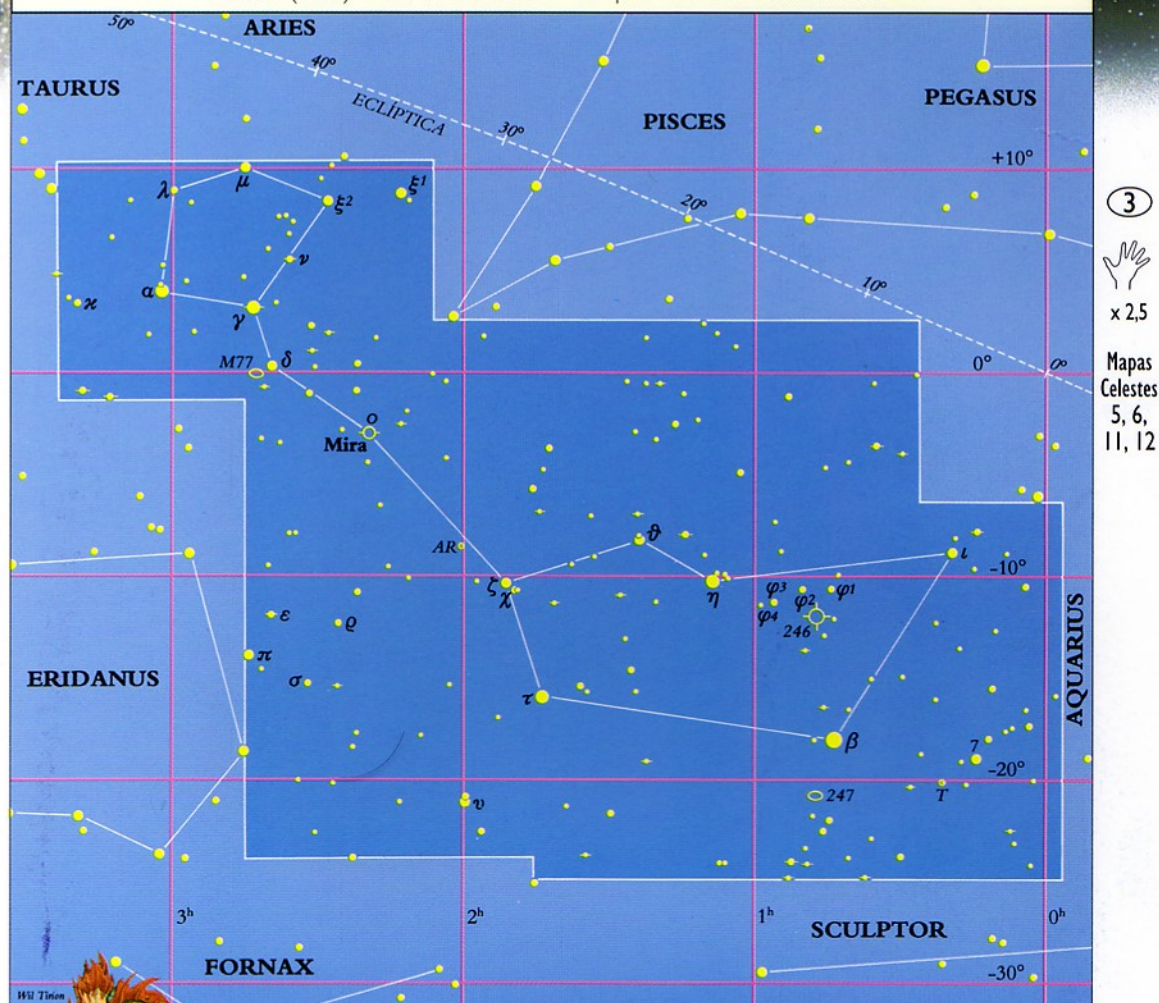 50°
ARIES
40°
TAURUS
ECLÍPTICA
PEGASUS
PISCES
30°
+10°
μ
λ
ξ¹
ξ²
3
20°
ν
α
ϰ
10°
x 2,5
γ
M77
δ
0°
0°
Mapas
Celestes
5, 6,
11, 12
ο
Mira
AR
ϑ
ι
ζ
χ
η
-10°
φ3
φ2
φ1
φ4
246
ε
ϱ
AQUARIUS
π
ERIDANUS
σ
τ
β
7
-20°
υ
247
T
3h
2h
1h
0h
SCULPTOR
FORNAX
-30°
Wil Tirion